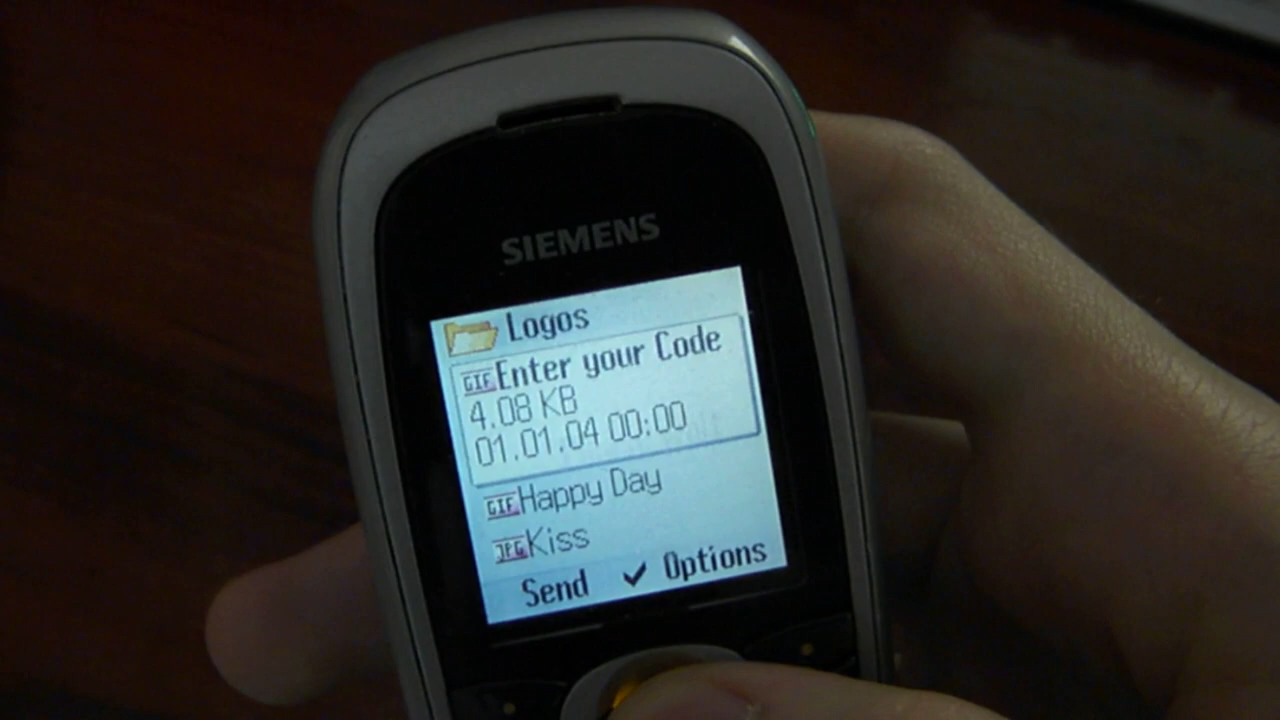 SIEMENS
Logos
GIF Enter your Code
4.08 KB
01.01.04 00:00
GIF Happy Day
JPG Kiss
Send Options